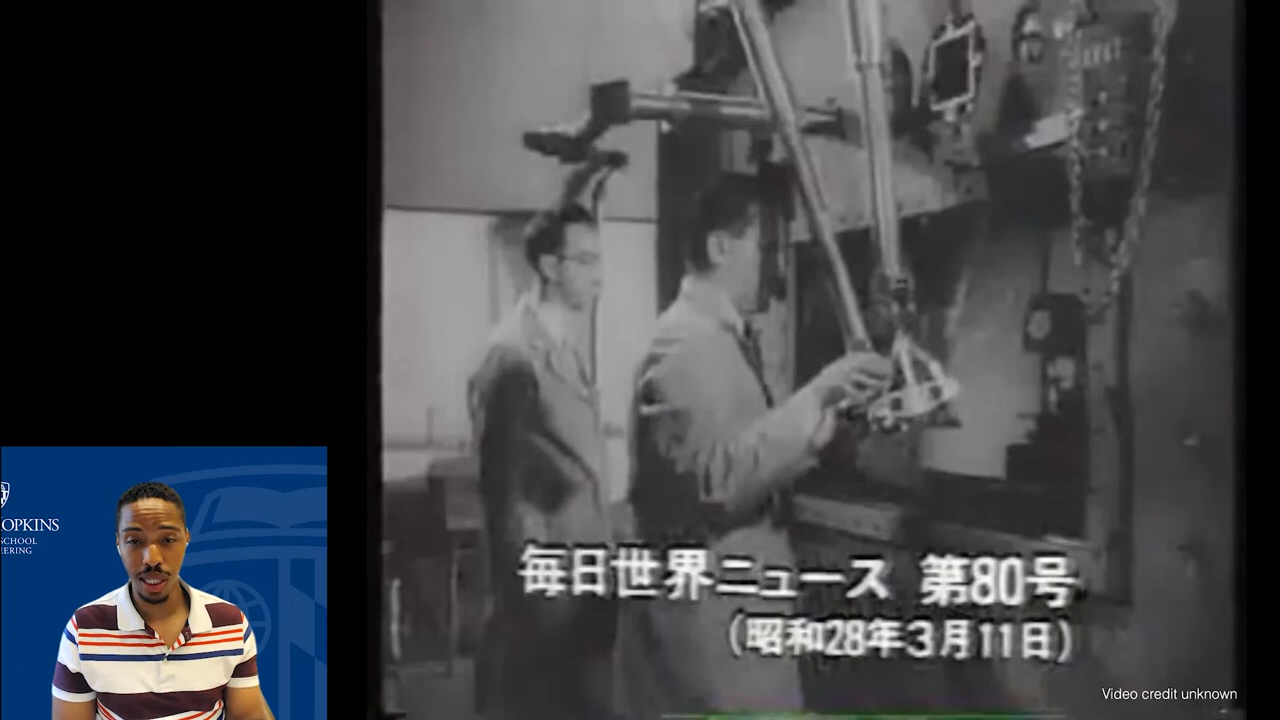 毎日世界ニュース 第80号
(昭和28年3月11日)
Video credit unknown
OPKINS
SCHOOL
EERING